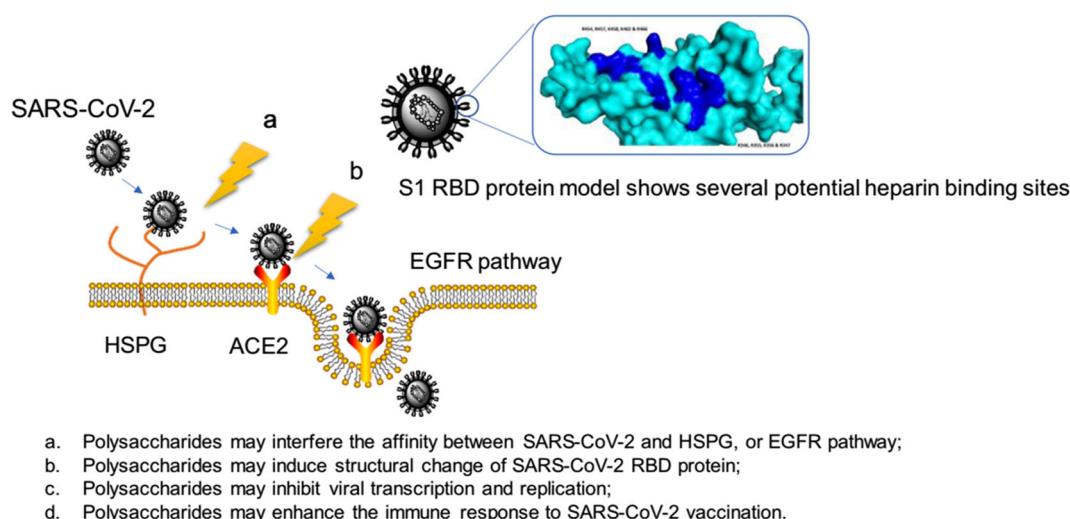 SARS-CoV-2
a
b
S1 RBD protein model shows several potential heparin binding sites
EGFR pathway
HSPG
ACE2
a. Polysaccharides may interfere the affinity between SARS-CoV-2 and HSPG, or EGFR pathway;
b. Polysaccharides may induce structural change of SARS-CoV-2 RBD protein;
c. Polysaccharides may inhibit viral transcription and replication;
d. Polysaccharides may enhance the immune response to SARS-CoV-2 vaccination.